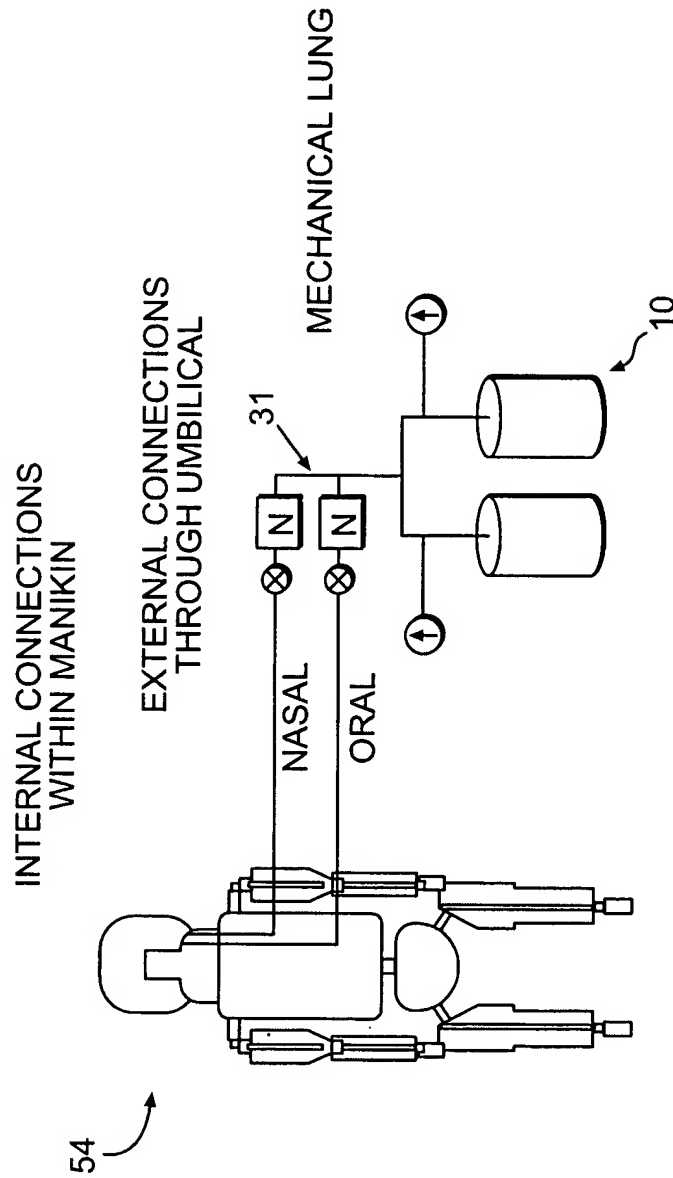 INTERNAL CONNECTIONS
WITHIN MANIKIN
EXTERNAL CONNECTIONS
THROUGH UMBILICAL
MECHANICAL LUNG
54
31
N
N
NASAL
ORAL
10